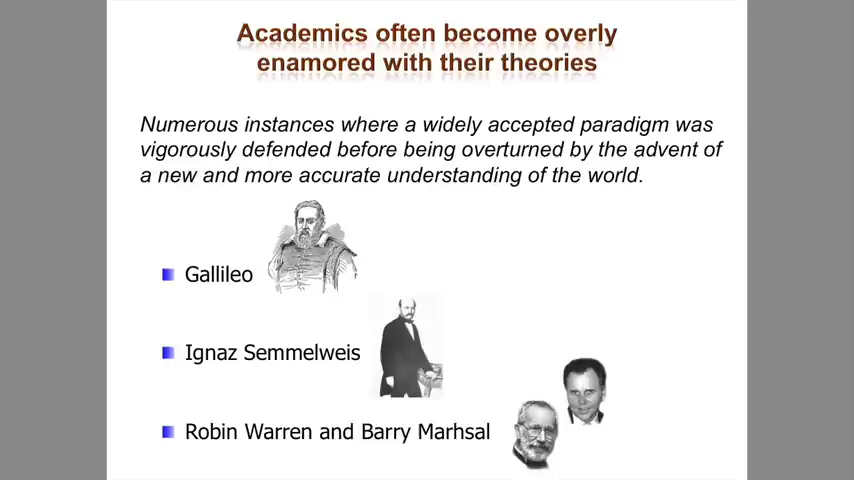 Academics often become overly
enamored with their theories
Numerous instances where a widely accepted paradigm was
vigorously defended before being overturned by the advent of
a new and more accurate understanding of the world.
Gallileo
Ignaz Semmelweis
Robin Warren and Barry Marhsal